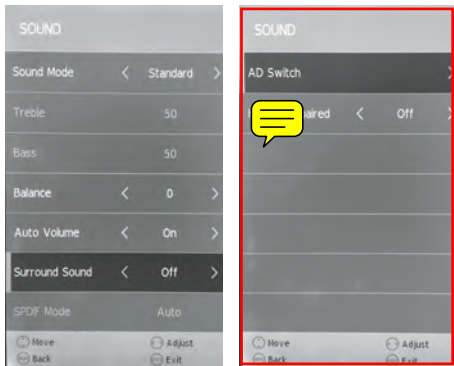 SOUND
Sound Mode < Standard >
Treble 50
Bass 50
Balance < 0 >
Auto Volume < On >
Surround Sound < Off >
SPDIF Mode Auto
Move Adjust
Back Exit
SOUND
AD Switch >
paired < Off >
Move Adjust
Back Exit